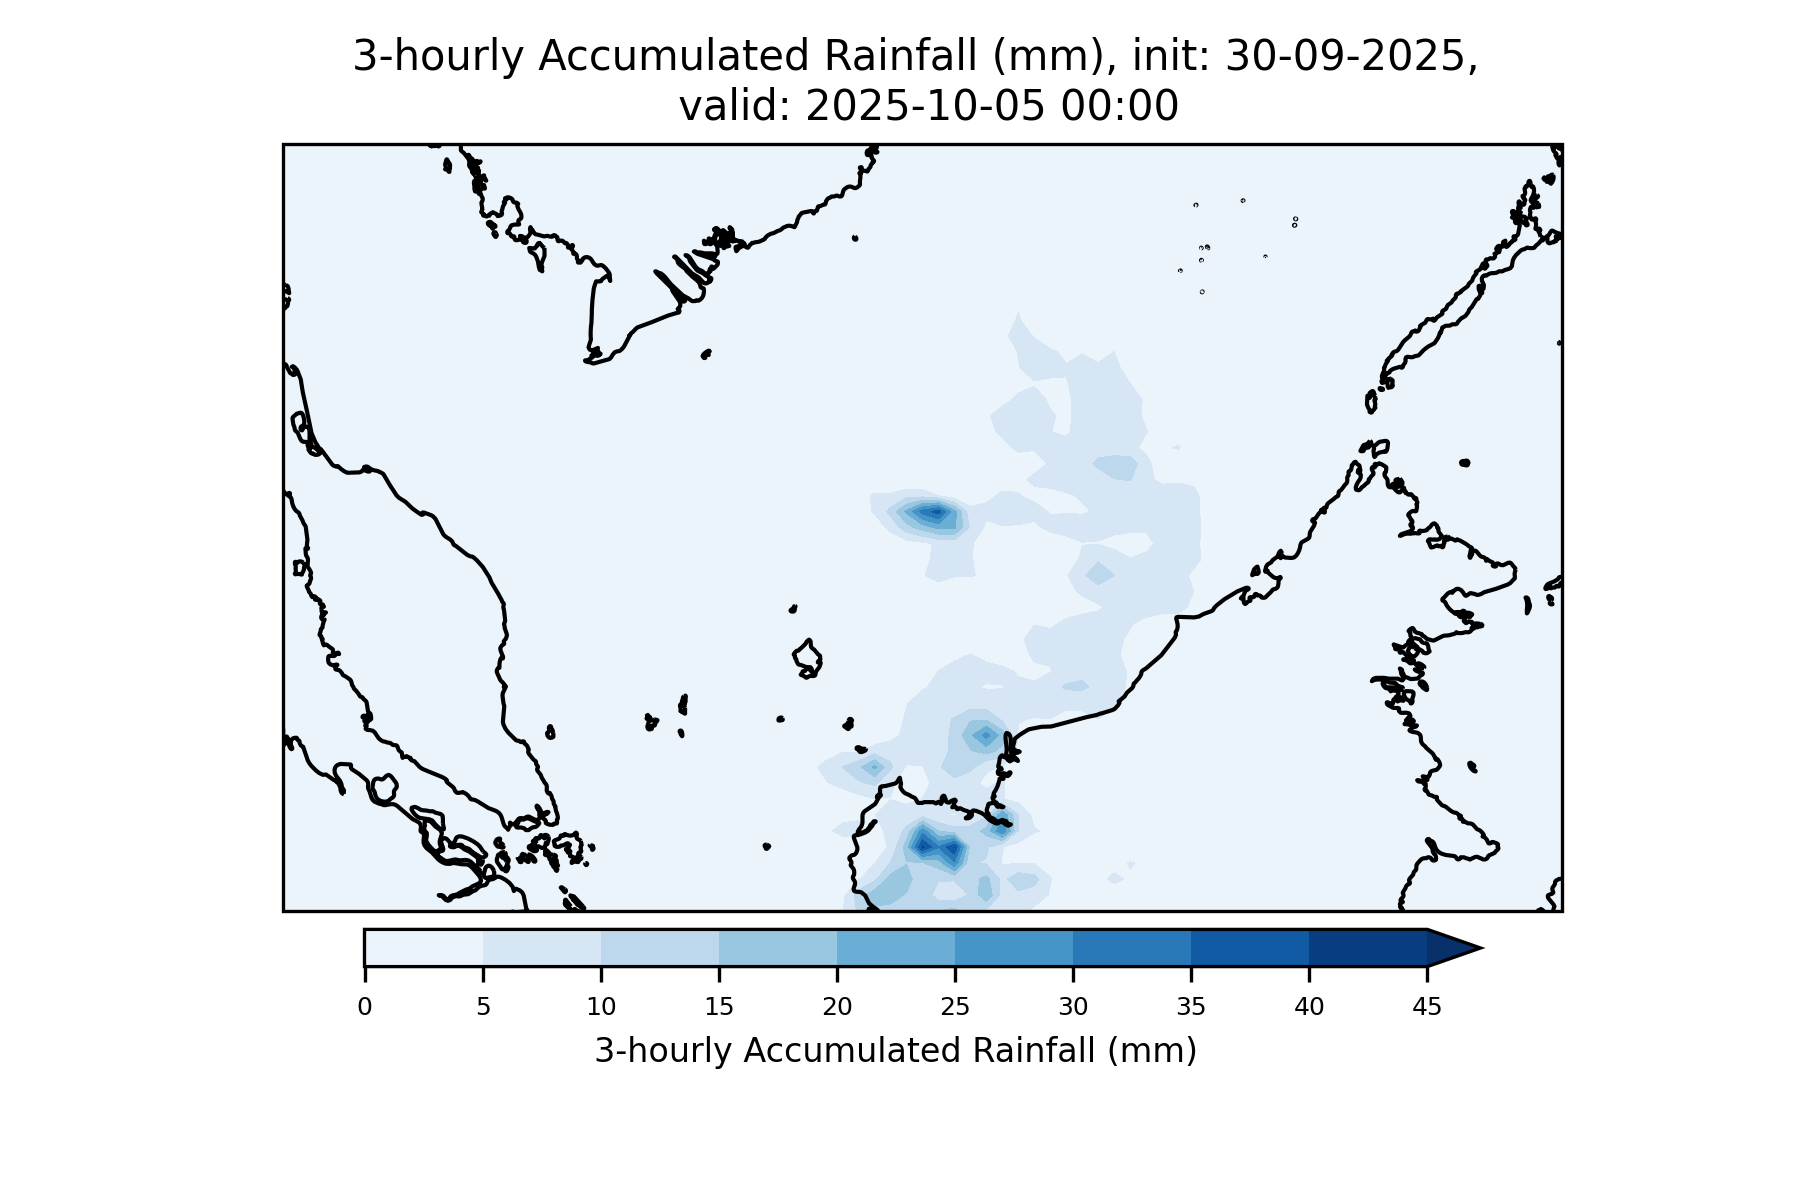 3-hourly Accumulated Rainfall (mm), init: 30-09-2025,
valid: 2025-10-05 00:00
0 5 10 15 20 25 30 35 40 45
3-hourly Accumulated Rainfall (mm)